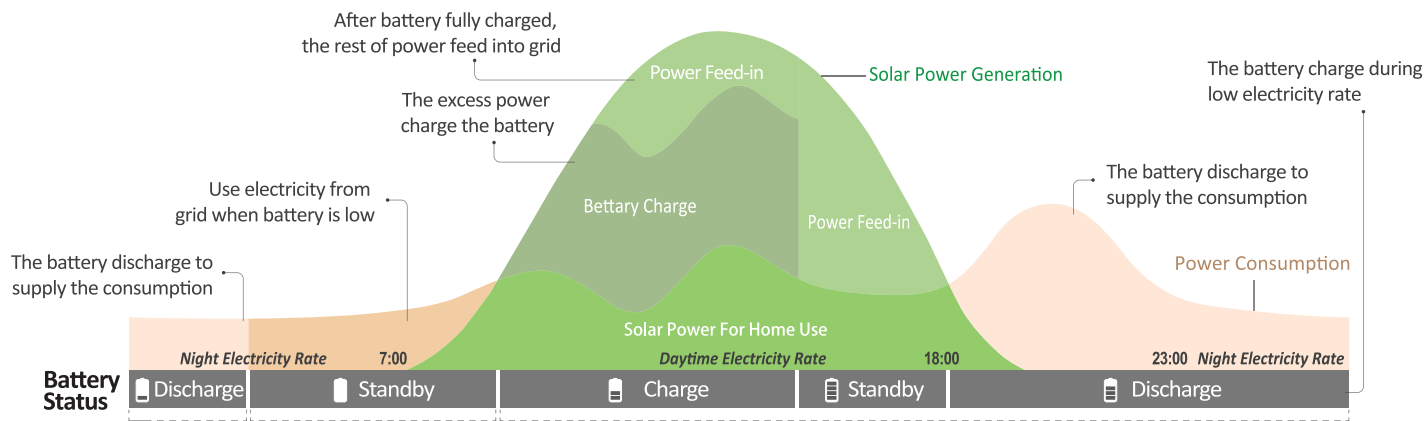 After battery fully charged,
the rest of power feed into grid
Power Feed-in
Solar Power Generation
The battery charge during
low electricity rate
The excess power
charge the battery
Use electricity from
grid when battery is low
Bettary Charge
Power Feed-in
The battery discharge to
supply the consumption
The battery discharge to
supply the consumption
Power Consumption
Solar Power For Home Use
Night Electricity Rate 7:00 Daytime Electricity Rate 18:00 23:00 Night Electricity Rate
Battery
Status
Discharge Standby Charge Standby Discharge